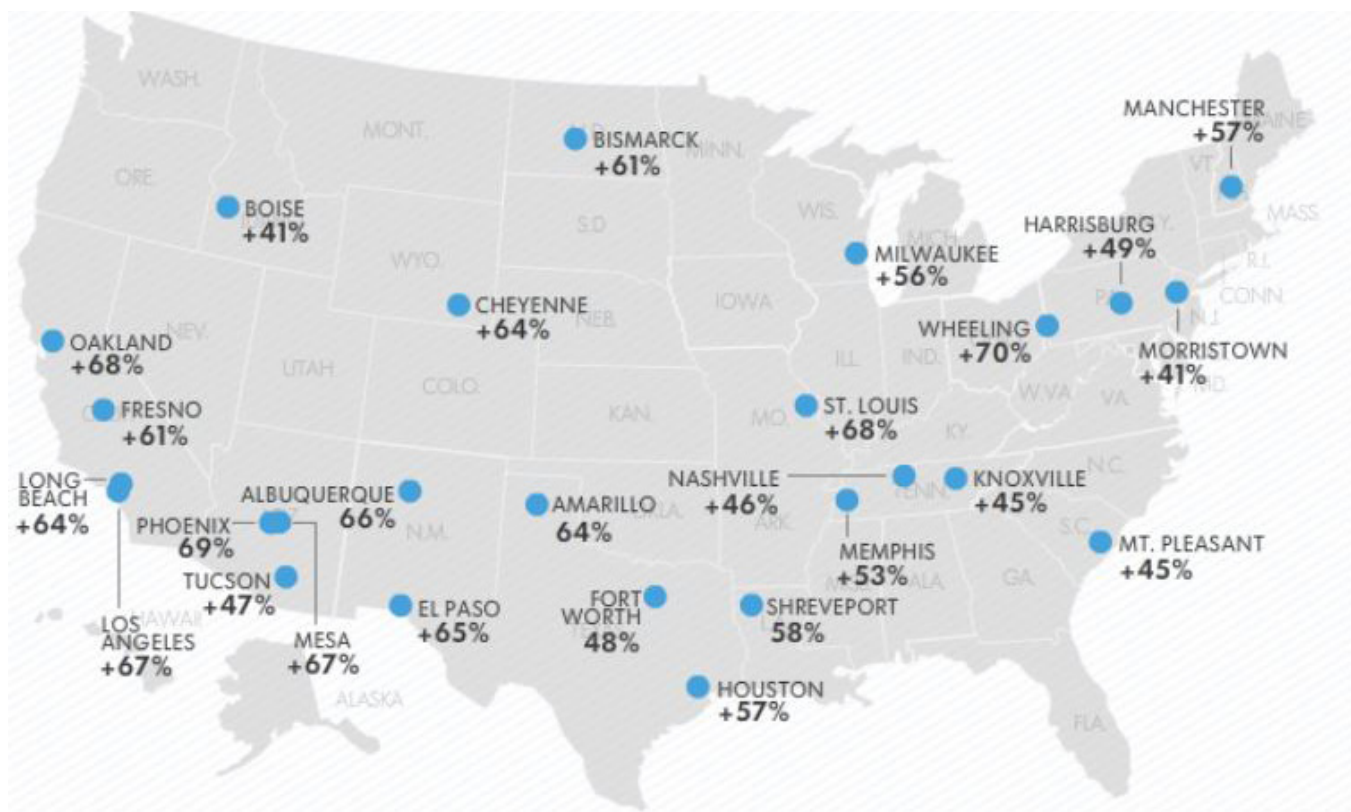 WASH.
MONT.
N.D.
MINN.
BISMARCK
+61%
MANCHESTER
+57%
MAINE
VT.
ORE.
BOISE
+41%
S.D.
WIS.
MICH.
MILWAUKEE
+56%
HARRISBURG
+49%
N.Y.
MASS.
R.I.
CONN.
WYO.
CHEYENNE
+64%
NEB.
IOWA
PA.
N.J.
OAKLAND
+68%
NEV.
UTAH
COLO.
ILL.
IND.
WHEELING
+70%
MORRISTOWN
+41%
MD.
W.VA
VA.
FRESNO
+61%
KAN.
MO.
ST. LOUIS
+68%
KY.
LONG
BEACH
+64%
ALBUQUERQUE
66%
N.M.
AMARILLO
64%
OKLA.
ARK.
NASHVILLE
+46%
TENN.
KNOXVILLE
+45%
N.C.
PHOENIX
69%
TUCSON
+47%
MEMPHIS
+53%
ALA.
GA.
S.C.
MT. PLEASANT
+45%
HAWAII
LOS
ANGELES
+67%
MESA
+67%
EL PASO
+65%
FORT
WORTH
48%
SHREVEPORT
58%
ALASKA
HOUSTON
+57%
FLA.